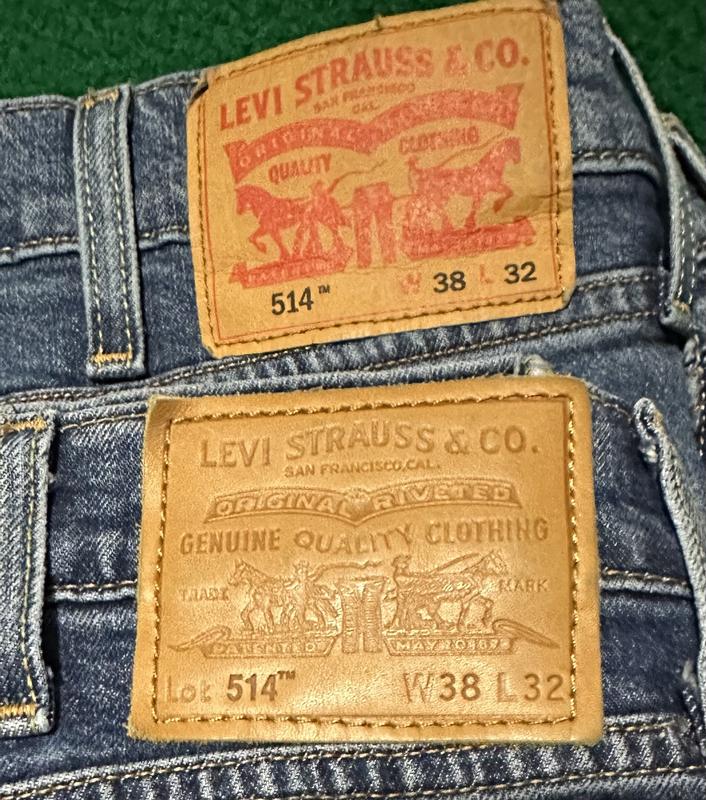 LEVI STRAUSS & CO.
SAN FRANCISCO
CAL.
ORIGINAL
QUALITY CLOTHING
514™ W 38 L 32
LEVI STRAUSS & CO.
SAN FRANCISCO, CAL.
ORIGINAL RIVETED
GENUINE QUALITY CLOTHING
TRADE MARK
PATENTED MAY 20 1873
Lot 514™ W38 L32